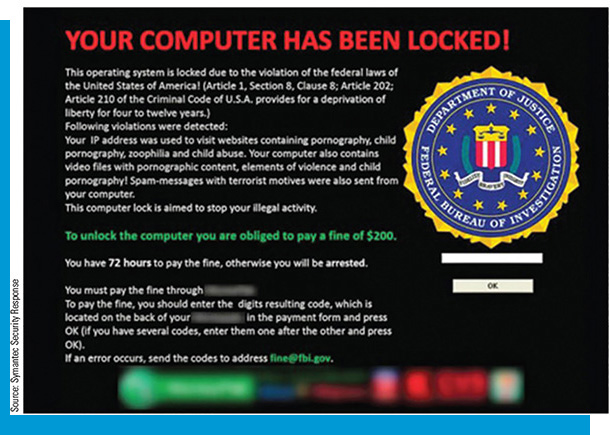 YOUR COMPUTER HAS BEEN LOCKED!
This operating system is locked due to the violation of the federal laws of
the United States of America! (Article 1, Section 8, Clause 8; Article 202;
Article 210 of the Criminal Code of U.S.A. provides for a deprivation of
liberty for four to twelve years.)
Following violations were detected:
Your IP address was used to visit websites containing pornography, child
pornography, zoophilia and child abuse. Your computer also contains
video files with pornographic content, elements of violence and child
pornography! Spam-messages with terrorist motives were also sent from
your computer.
This computer lock is aimed to stop your illegal activity.
To unlock the computer you are obliged to pay a fine of $200.
You have 72 hours to pay the fine, otherwise you will be arrested.
You must pay the fine through
To pay the fine, you should enter the digits resulting code, which is
located on the back of your in the payment form and press
OK (if you have several codes, enter them one after the other and press
OK).
If an error occurs, send the codes to address fine@fbi.gov.
DEPARTMENT OF JUSTICE
FEDERAL BUREAU OF INVESTIGATION
FIDELITY BRAVERY INTEGRITY
OK
Source: Symantec Security Response